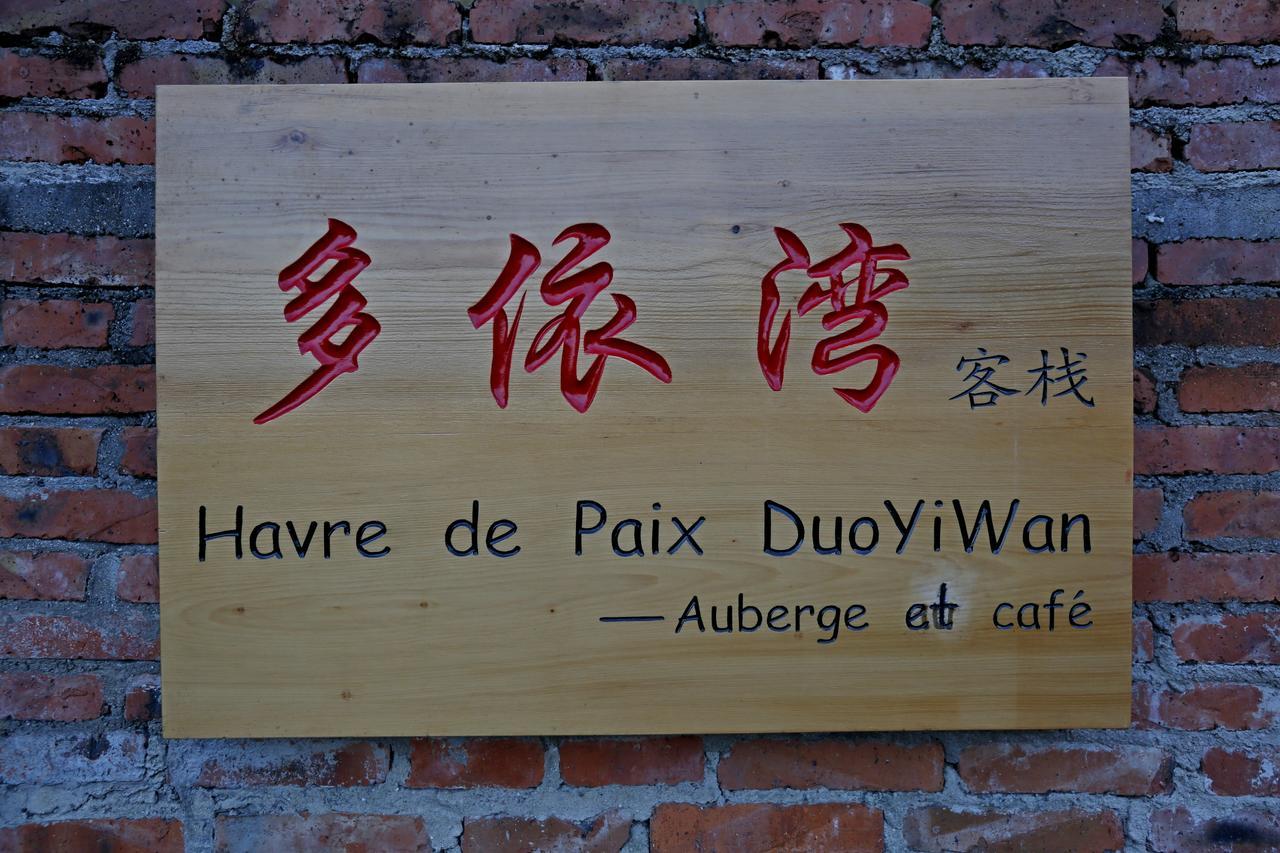 多依湾 客栈
Havre de Paix DuoYiWan
—Auberge et café